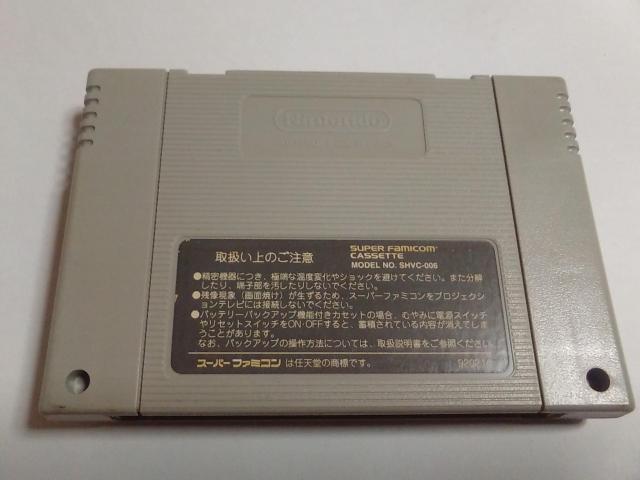 Nintendo
取扱い上のご注意
SUPER FAMICOM
CASSETTE
MODEL NO. SHVC-006
●精密機器につき、極端な温度変化やショックを避けてください。また分解
したり、端子部を汚したりしないでください。
●残像現象（画面焼け）が生ずるため、スーパーファミコンをプロジェクショ
ンテレビには接続しないでください。
●バッテリーバックアップ機能付きカセットの場合、むやみに電源スイッチ
やリセットスイッチをON・OFFすると、蓄積されている内容が消えてしま
うことがあります。
なお、バックアップの操作方法については、取扱説明書をご参照ください。
スーパーファミコン は任天堂の商標です。